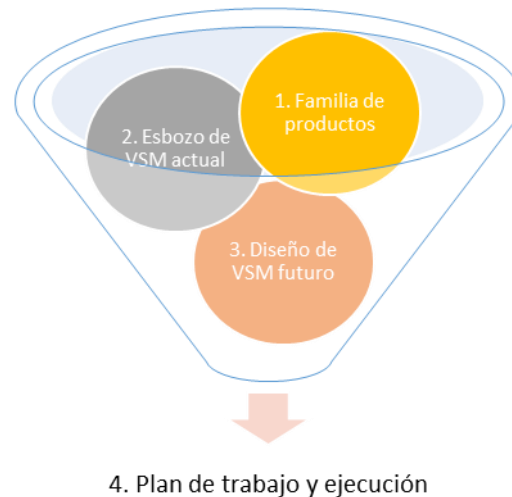 1. Familia de
productos
2. Esbozo de
VSM actual
3. Diseño de
VSM futuro
4. Plan de trabajo y ejecución